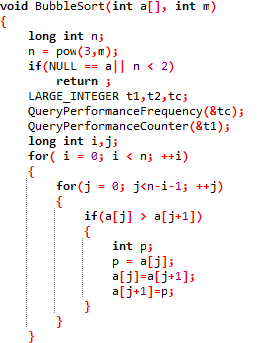 void BubbleSort(int a[], int m)
{
    long int n;
    n = pow(3,m);
    if(NULL == a|| n < 2)
        return ;
    LARGE_INTEGER t1,t2,tc;
    QueryPerformanceFrequency(&tc);
    QueryPerformanceCounter(&t1);
    long int i,j;
    for( i = 0; i < n; ++i)
    {
        for(j = 0; j<n-i-1; ++j)
        {
            if(a[j] > a[j+1])
            {
                int p;
                p = a[j];
                a[j]=a[j+1];
                a[j+1]=p;
            }
        }
    }